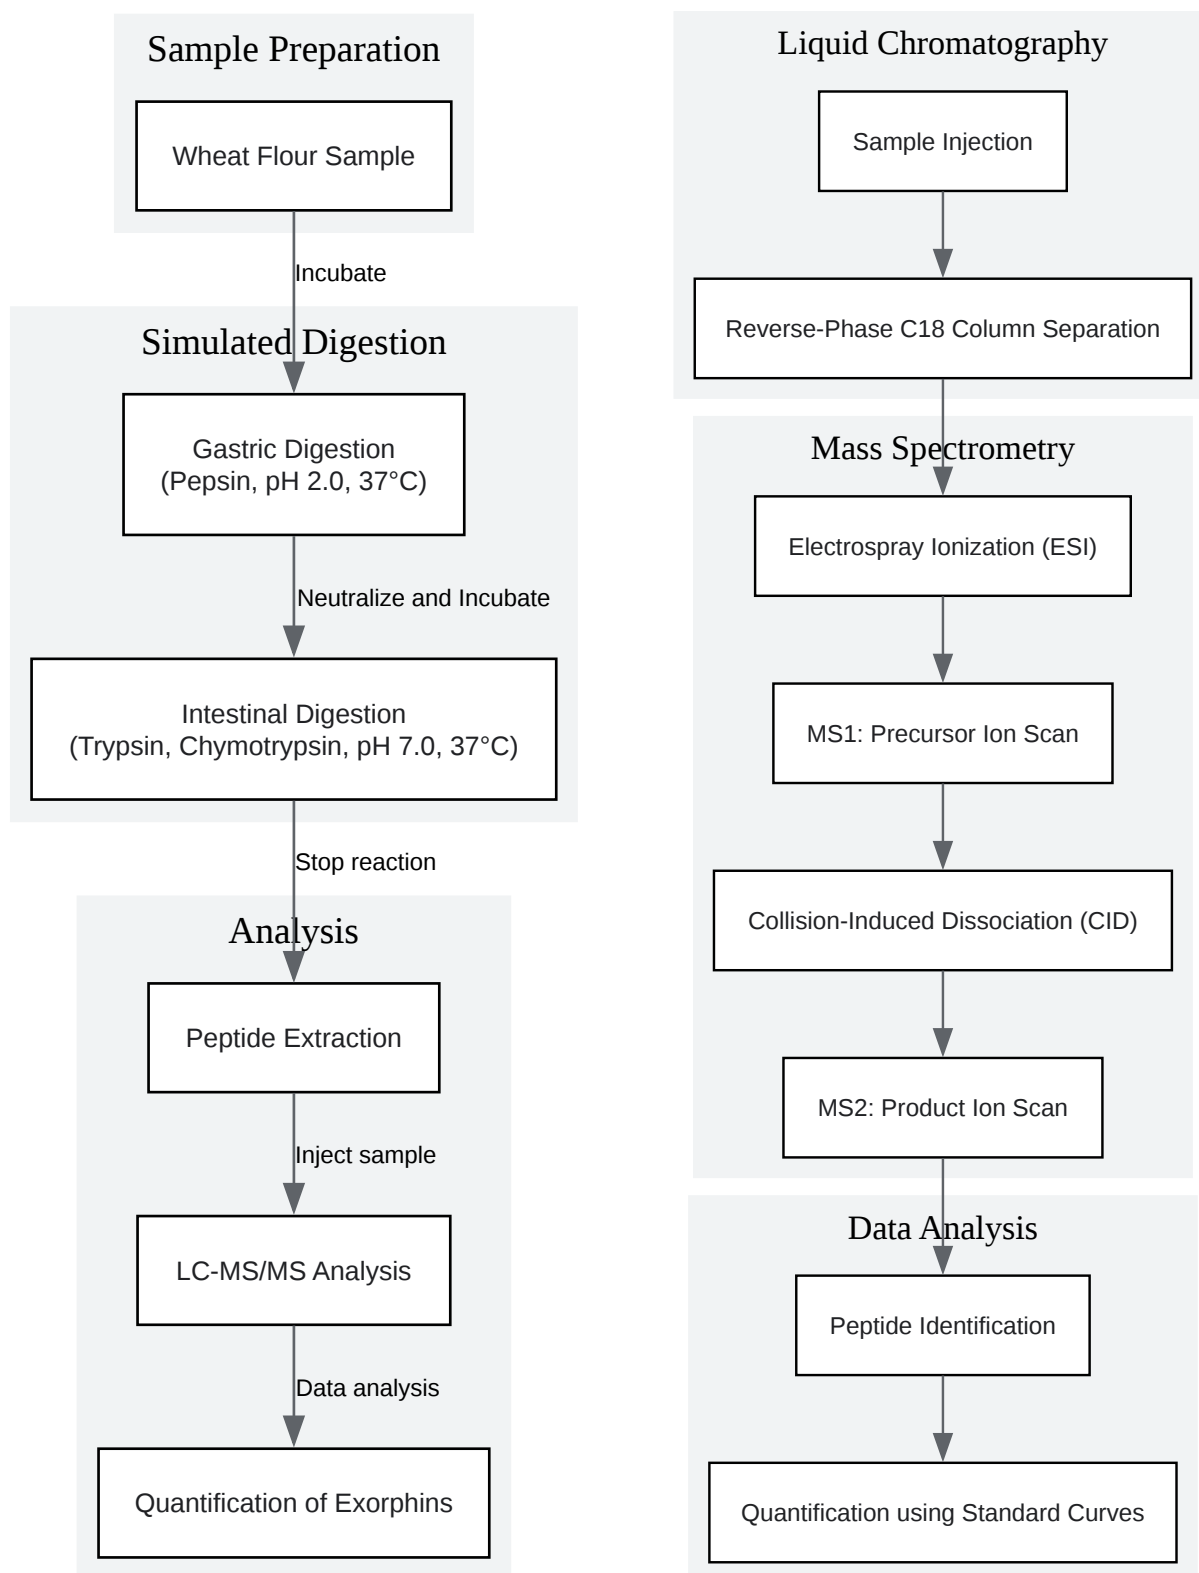 Sample Preparation
Wheat Flour Sample
Incubate
Simulated Digestion
Gastric Digestion
(Pepsin, pH 2.0, 37°C)
Neutralize and Incubate
Intestinal Digestion
(Trypsin, Chymotrypsin, pH 7.0, 37°C)
Stop reaction
Analysis
Peptide Extraction
Inject sample
LC-MS/MS Analysis
Data analysis
Quantification of Exorphins
Liquid Chromatography
Sample Injection
Reverse-Phase C18 Column Separation
Mass Spectrometry
Electrospray Ionization (ESI)
MS1: Precursor Ion Scan
Collision-Induced Dissociation (CID)
MS2: Product Ion Scan
Data Analysis
Peptide Identification
Quantification using Standard Curves